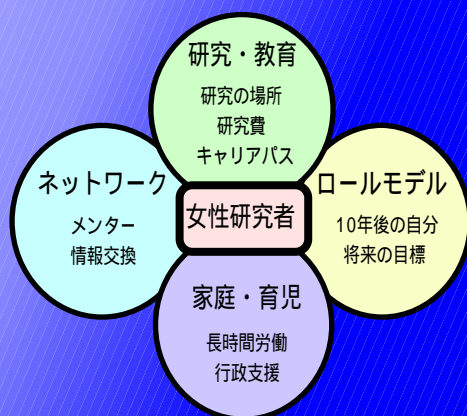 研究・教育
研究の場所
研究費
キャリアパス
ネットワーク
メンター
情報交換
女性研究者
ロールモデル
10年後の自分
将来の目標
家庭・育児
長時間労働
行政支援